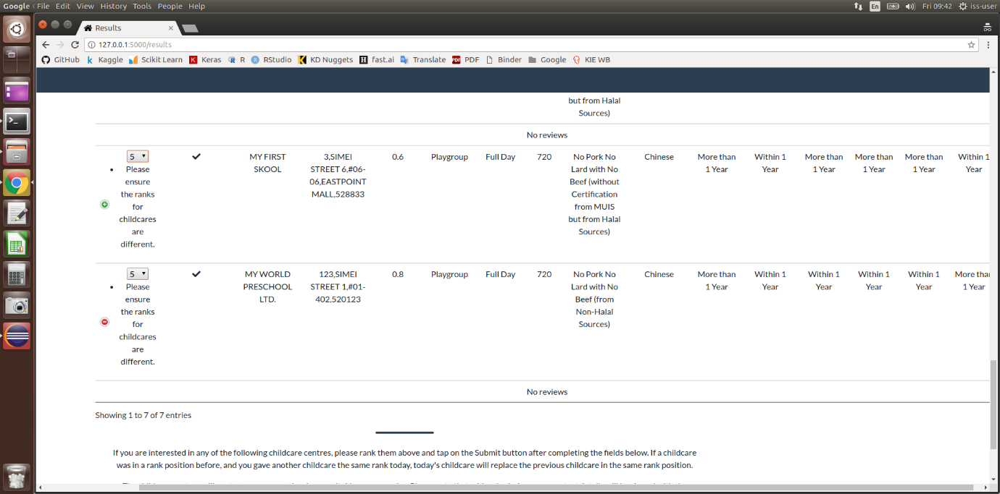 Google
File Edit View History Tools People Help
En
Fri 09:42
iss-user
Results
127.0.0.1:5000/results
GitHub
Kaggle
Scikit Learn
Keras
R
RStudio
KD Nuggets
fast.ai
Translate
PDF
Binder
Google
KIE WB
but from Halal
Sources)
No reviews
5
Please
ensure
the ranks
for
childcares
are
different.
MY FIRST
SKOOL
3,SIMEI
STREET 6,#06-
06,EASTPOINT
MALL,528833
0.6
Playgroup
Full Day
720
No Pork No
Lard with No
Beef (without
Certification
from MUIS
but from Halal
Sources)
Chinese
More than
1 Year
Within 1
Year
More than
1 Year
More than
1 Year
More than
1 Year
Within 1
Year
5
Please
ensure
the ranks
for
childcares
are
different.
MY WORLD
PRESCHOOL
LTD.
123,SIMEI
STREET 1,#01-
402,520123
0.8
Playgroup
Full Day
720
No Pork No
Lard with No
Beef (from
Non-Halal
Sources)
Chinese
More than
1 Year
Within 1
Year
Within 1
Year
Within 1
Year
Within 1
Year
More than
1 Year
No reviews
Showing 1 to 7 of 7 entries
If you are interested in any of the following childcare centres, please rank them above and tap on the Submit button after completing the fields below. If a childcare
was in a rank position before, and you gave another childcare the same rank today, today's childcare will replace the previous childcare in the same rank position.